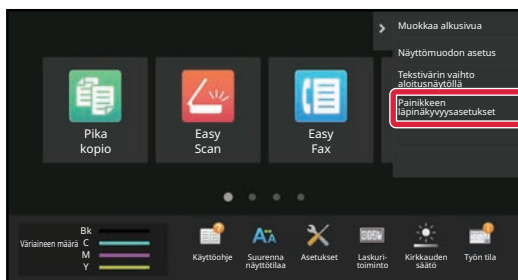 Muokkaa alkusivua
Näyttömuodon asetus
Tekstivärin vaihto
aloitusnäytöllä
Painikkeen
läpinäkyvyysasetukset
Pika
kopio
Easy
Scan
Easy
Fax
Väriaineen määrä
Bk
C
M
Y
Käyttöohje
Suurenna
näyttötilaa
Asetukset
Laskuri-
toiminto
Kirkkauden
säätö
Työn tila